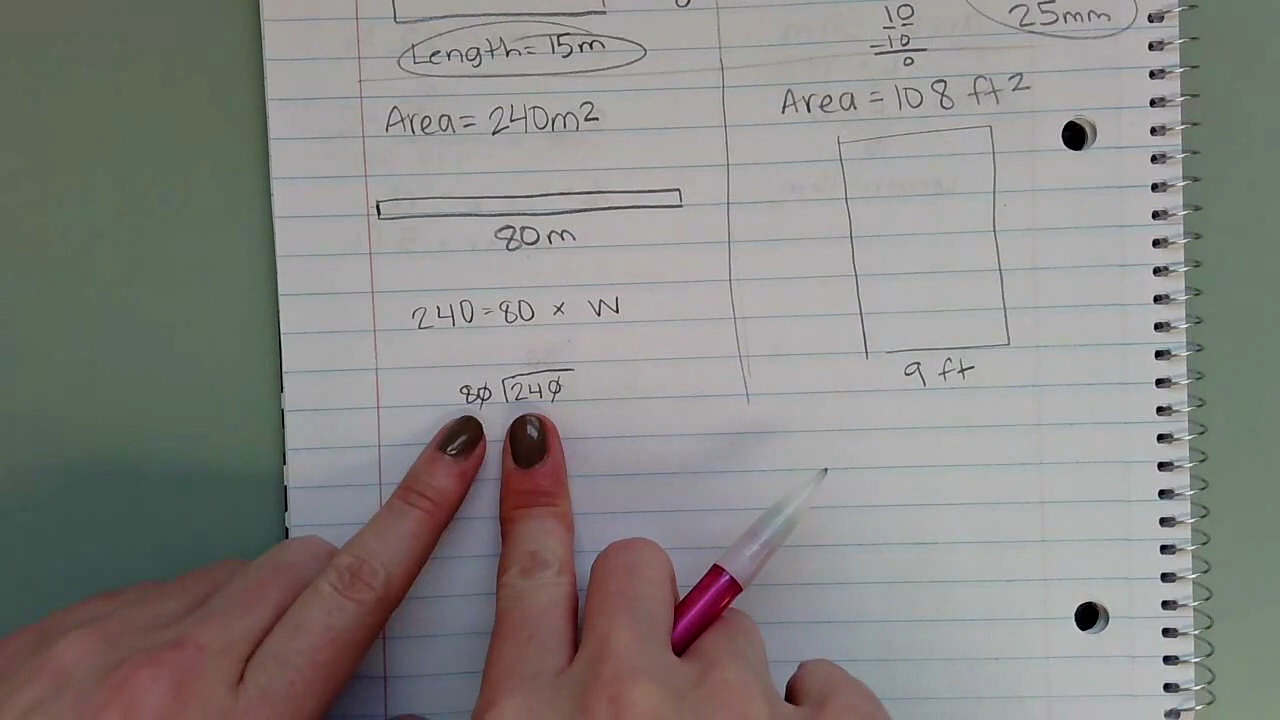 Length = 15m
Area = 240m²
80m
240 = 80 × W
80 240
10
25mm
-10
0
Area = 108 ft²
9 ft